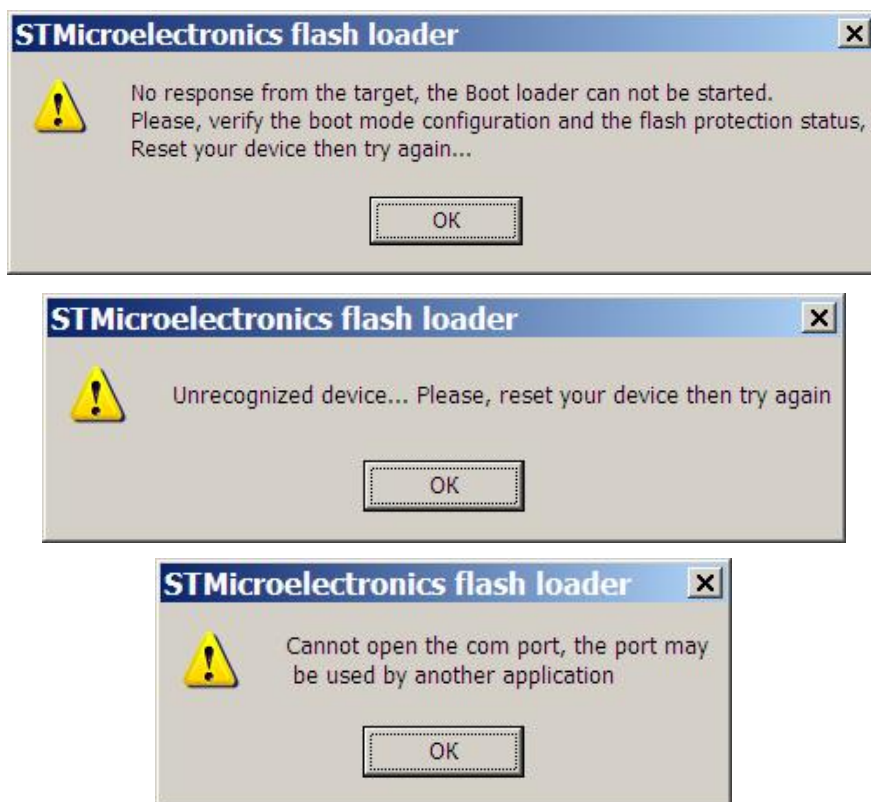 STMicroelectronics flash loader
No response from the target, the Boot loader can not be started.
Please, verify the boot mode configuration and the flash protection status,
Reset your device then try again...
OK
STMicroelectronics flash loader
Unrecognized device... Please, reset your device then try again
OK
STMicroelectronics flash loader
Cannot open the com port, the port may
be used by another application
OK